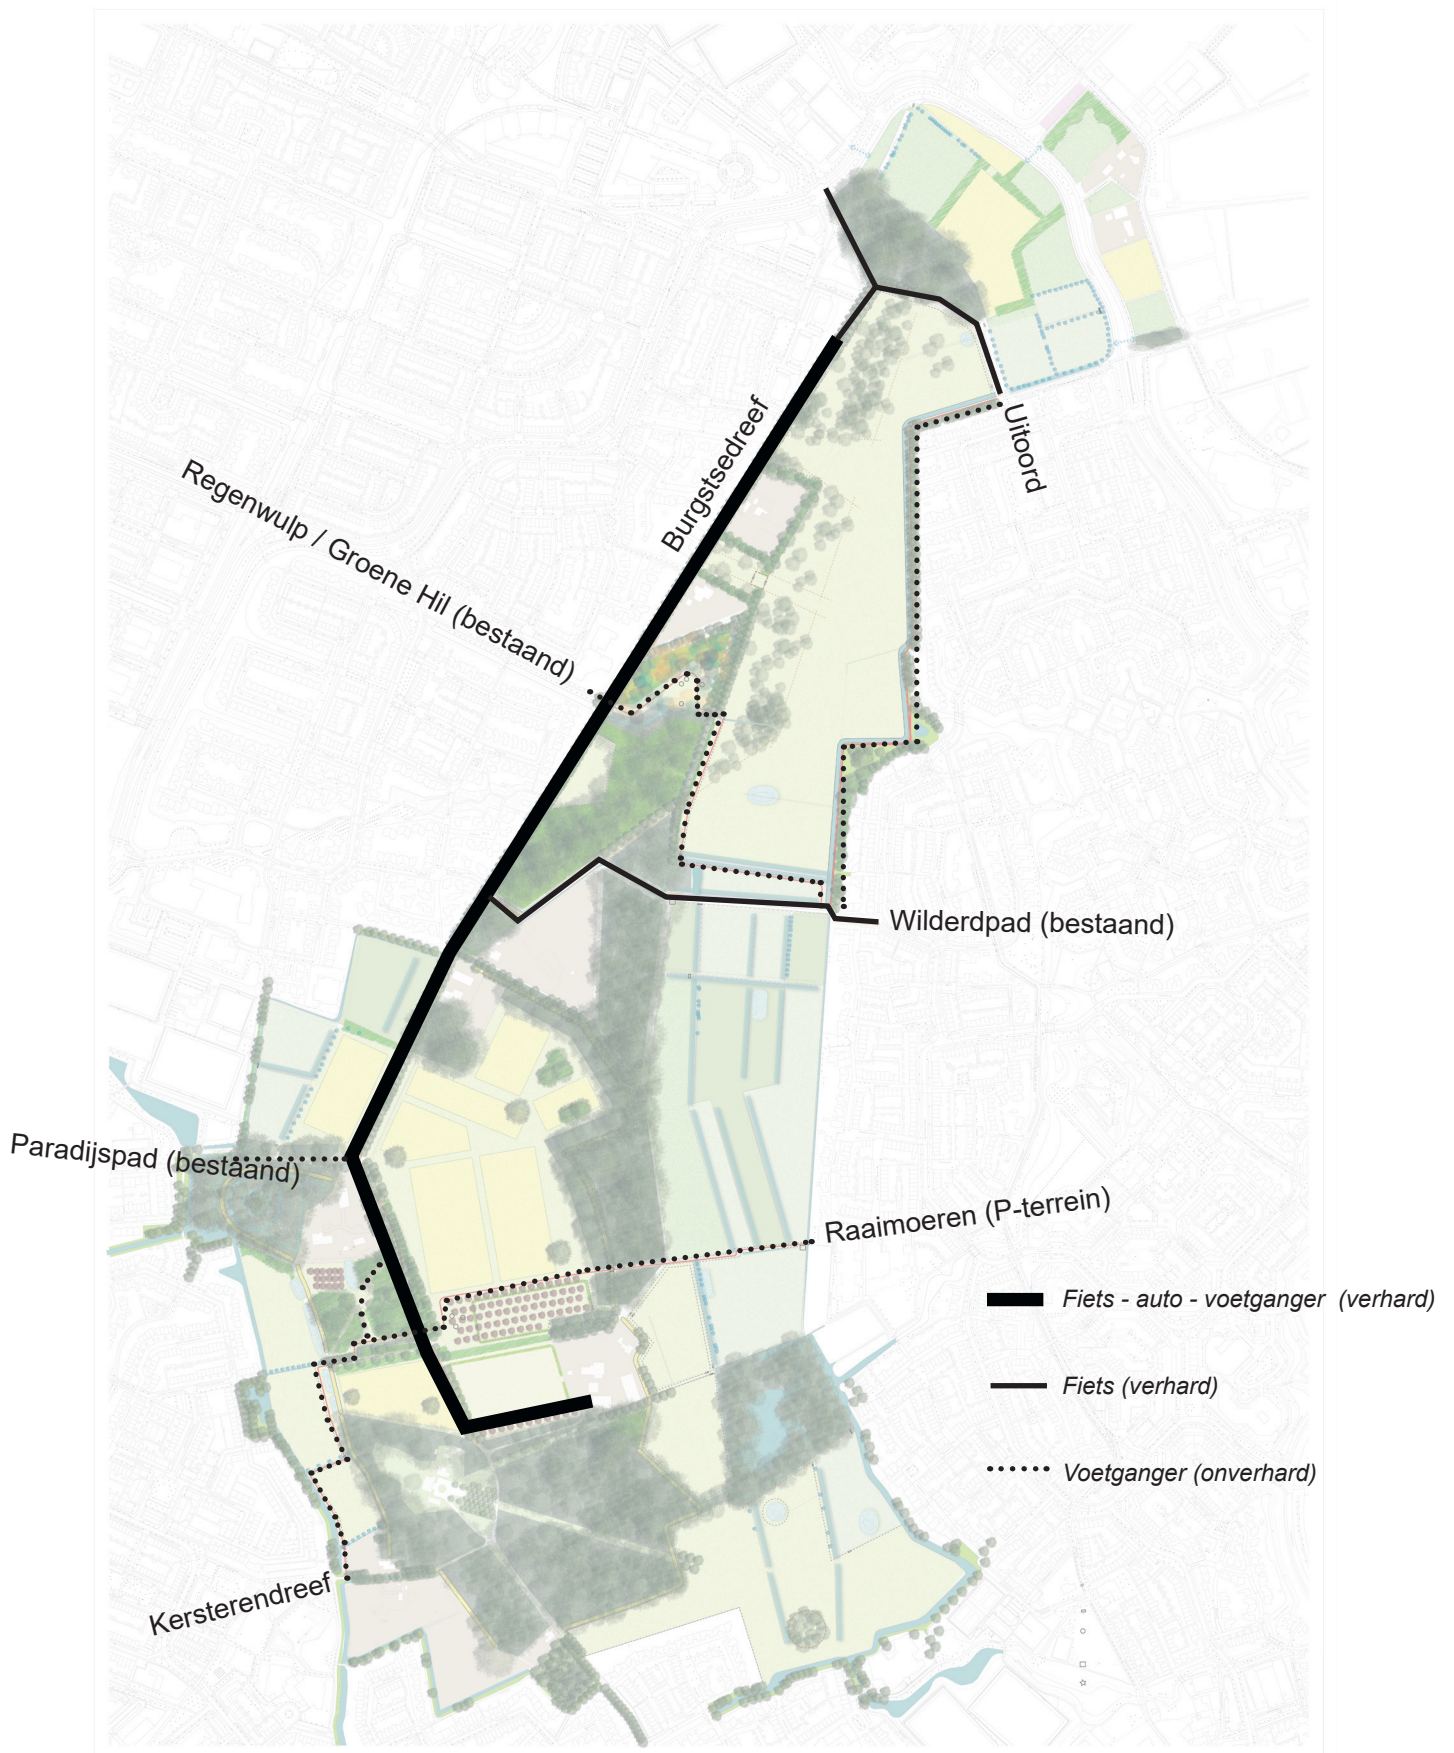 Burgstsedreef
Uitoord
Regenwulp / Groene Hil (bestaand)
Wilderdpad (bestaand)
Paradijspad (bestaand)
Raaimoeren (P-terrein)
Fiets - auto - voetganger (verhard)
Fiets (verhard)
Voetganger (onverhard)
Kersterendreef